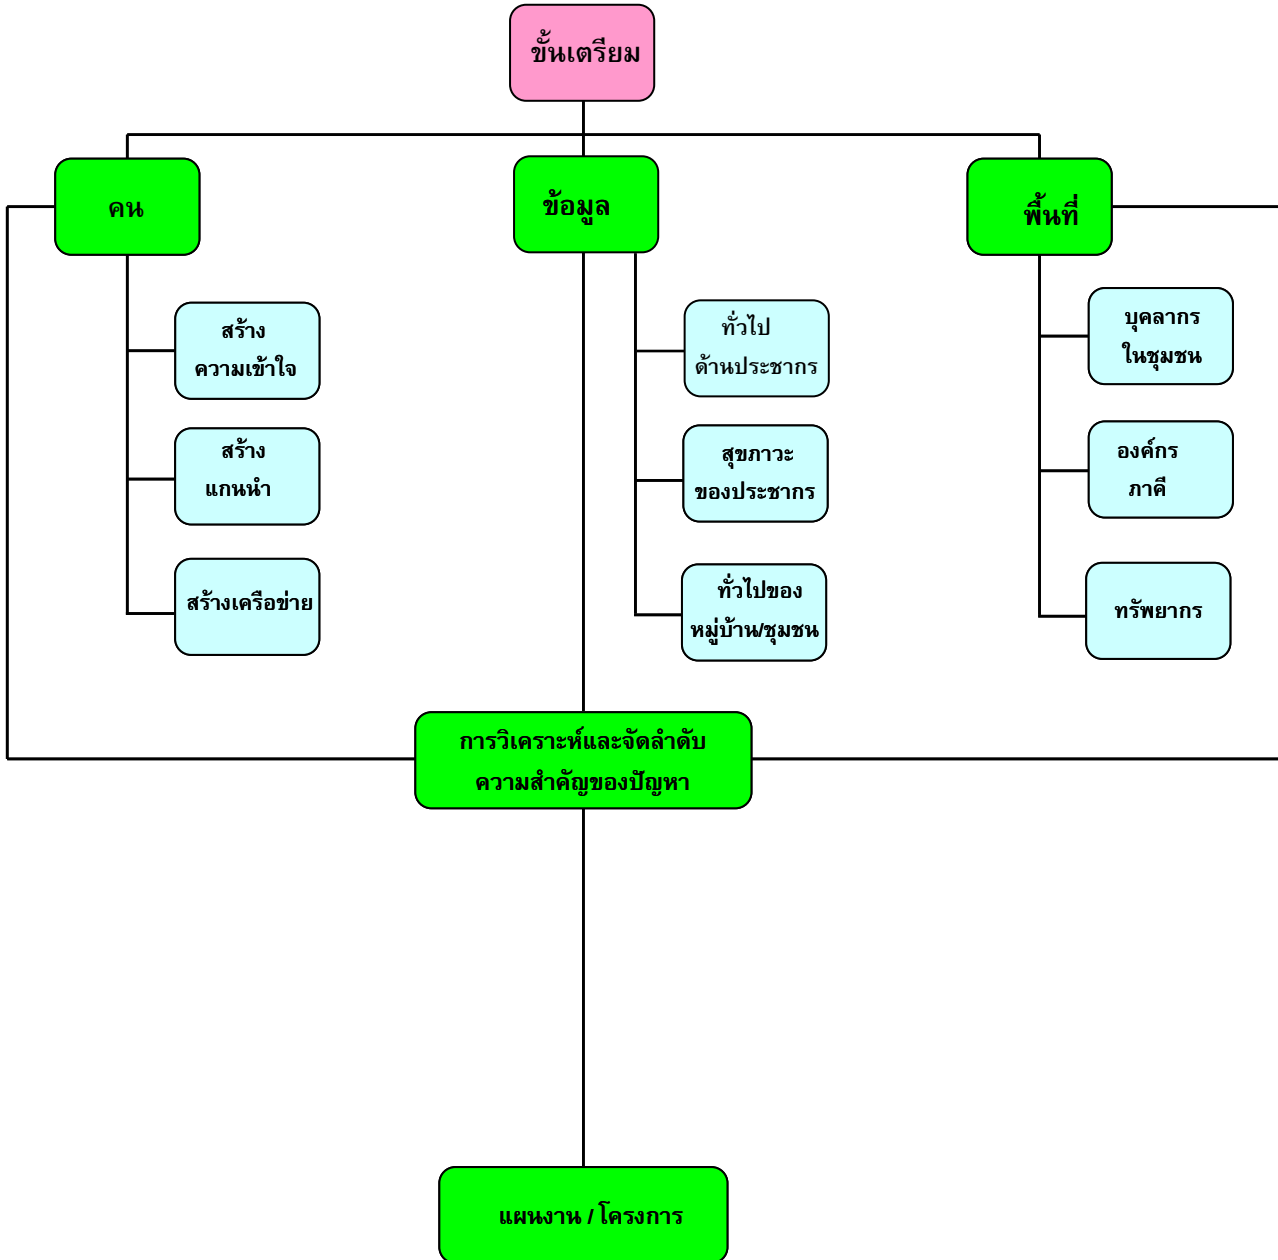 ขั้นเตรียม
คน
ข้อมูล
พื้นที่
สร้าง
ความเข้าใจ
สร้าง
แกนนำ
สร้างเครือข่าย
ทั่วไป
ด้านประชากร
สุขภาวะ
ของประชากร
ทั่วไปของ
หมู่บ้าน/ชุมชน
บุคลากร
ในชุมชน
องค์กร
ภาคี
ทรัพยากร
การวิเคราะห์และจัดลำดับ
ความสำคัญของปัญหา
แผนงาน / โครงการ